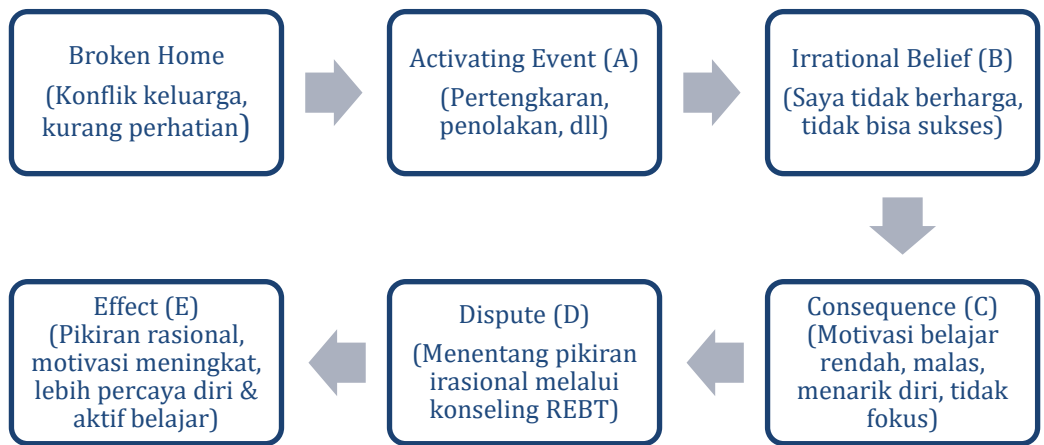 Broken Home
(Konflik keluarga,
kurang perhatian)
Activating Event (A)
(Pertengkaran,
penolakan, dll)
Irrational Belief (B)
(Saya tidak berharga,
tidak bisa sukses)
Consequence (C)
(Motivasi belajar
rendah, malas,
menarik diri, tidak
fokus)
Dispute (D)
(Menentang pikiran
irasional melalui
konseling REBT)
Effect (E)
(Pikiran rasional,
motivasi meningkat,
lebih percaya diri &
aktif belajar)